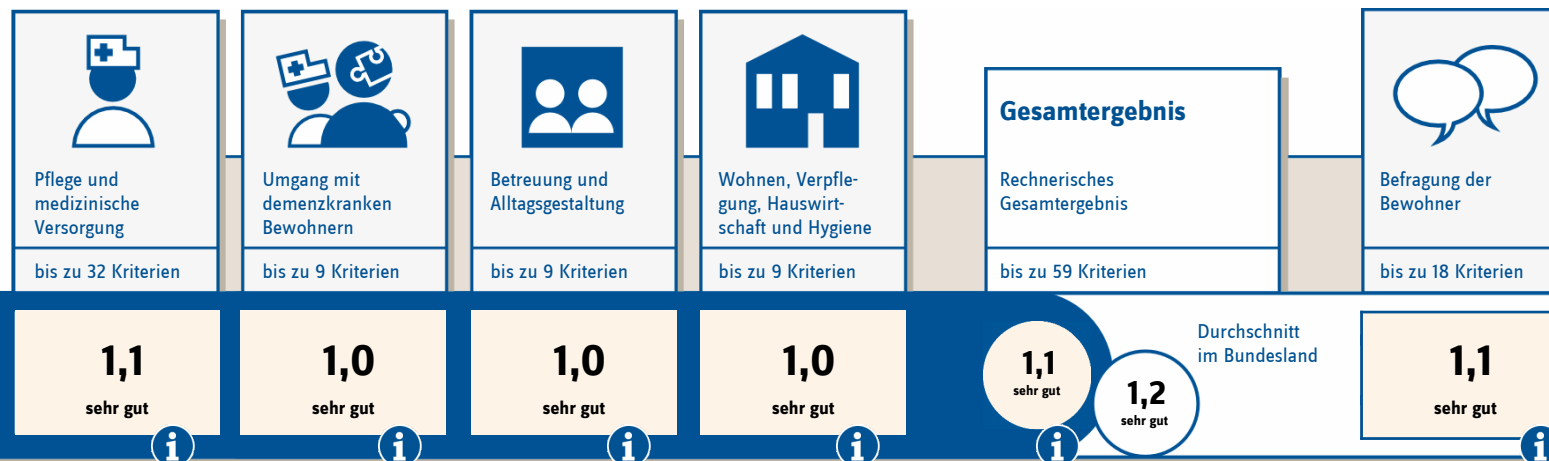 Pflege und
medizinische
Versorgung
bis zu 32 Kriterien
1,1
sehr gut
i
Umgang mit
demenzkranken
Bewohnern
bis zu 9 Kriterien
1,0
sehr gut
i
Betreuung und
Alltagsgestaltung
bis zu 9 Kriterien
1,0
sehr gut
i
Wohnen, Verpfle-
gung, Hauswirt-
schaft und Hygiene
bis zu 9 Kriterien
1,0
sehr gut
i
Gesamtergebnis
Rechnerisches
Gesamtergebnis
bis zu 59 Kriterien
1,1
sehr gut
i
1,2
sehr gut
Durchschnitt
im Bundesland
Befragung der
Bewohner
bis zu 18 Kriterien
1,1
sehr gut
i